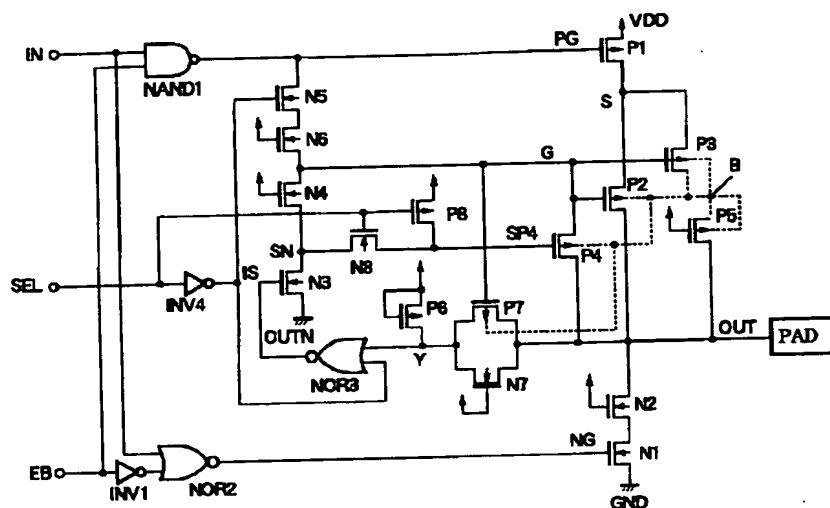 VDD
IN
PG
P1
NAND1
N5
S
N6
P3
G
B
P2
N4
P8
P5
SN
SP4
P4
SEL
IS
N8
INV4
N3
P6
P7
OUTN
OUT
PAD
Y
NOR3
N7
N2
NG
N1
EB
INV1
NOR2
GND